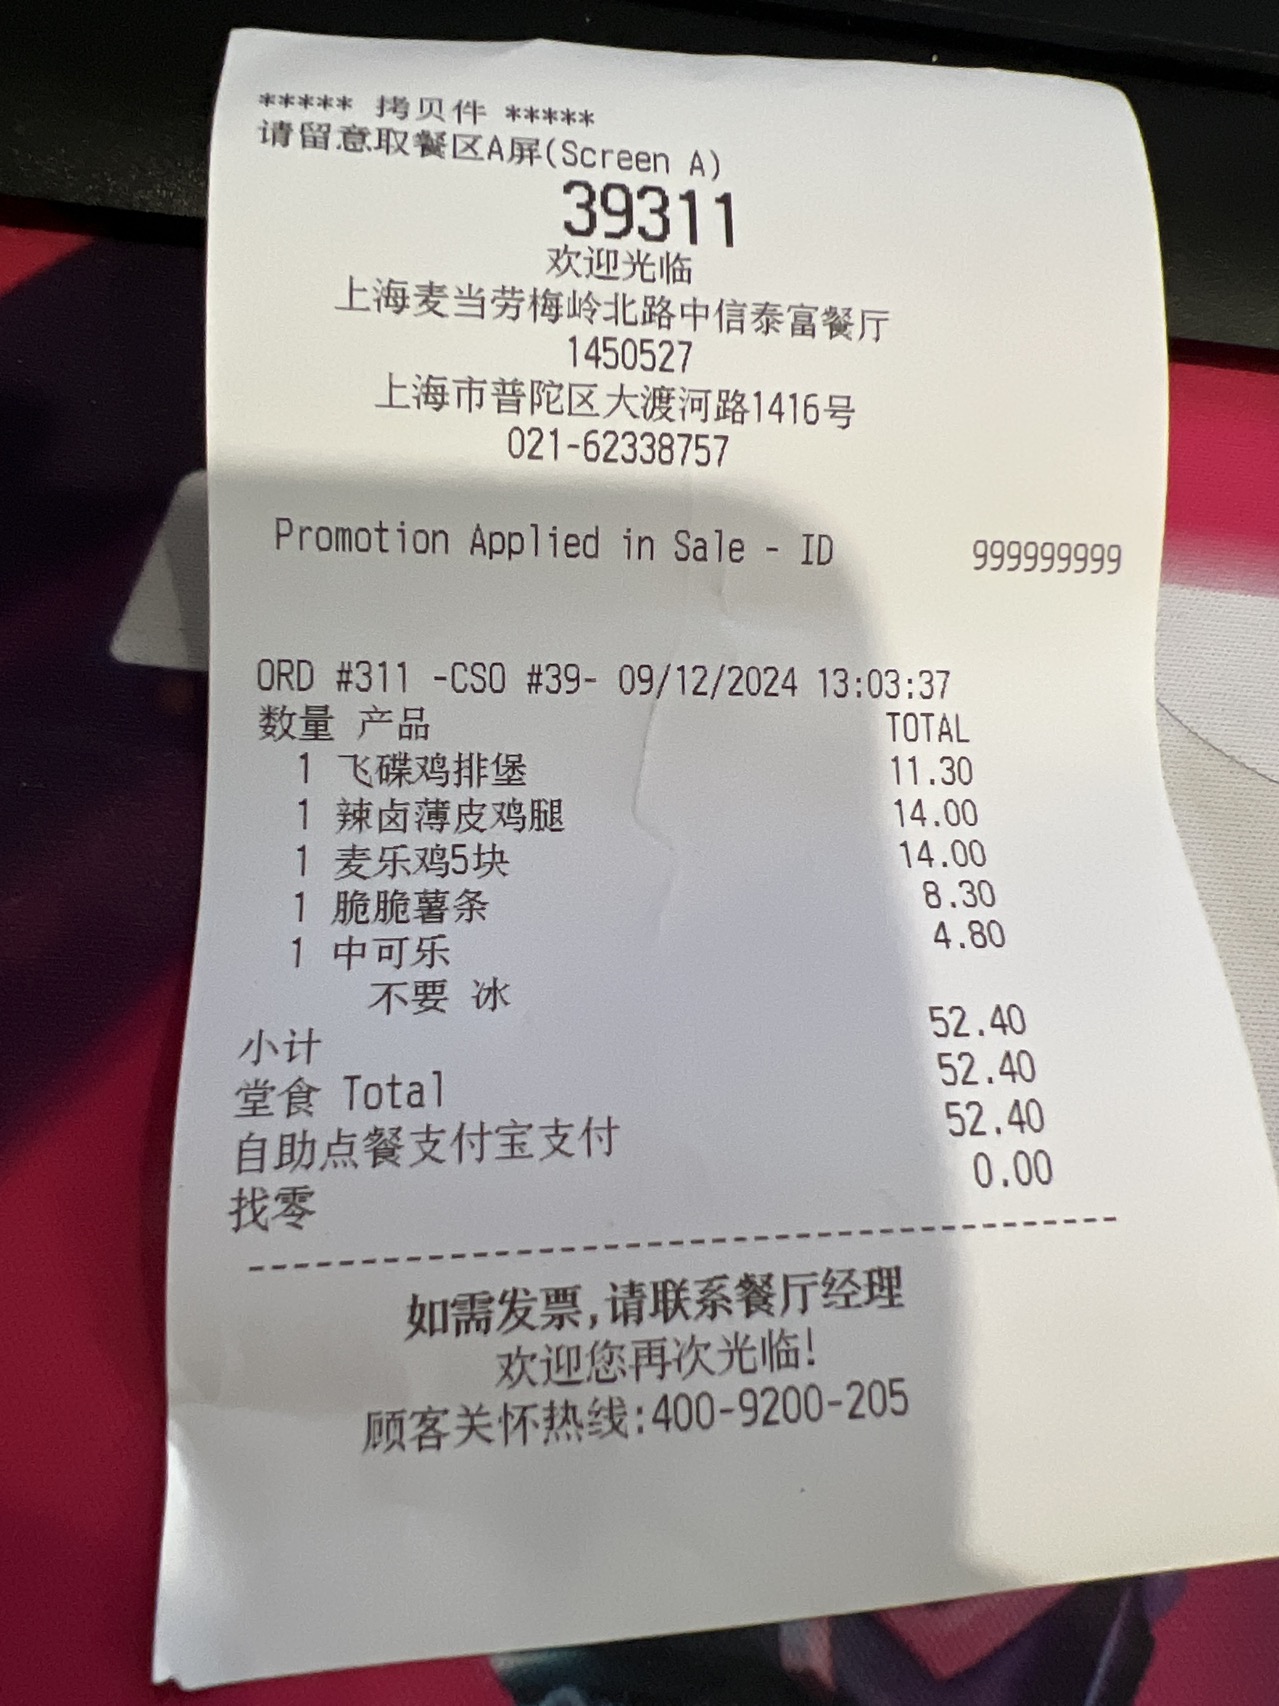 ***** 拷贝件 *****
请留意取餐区A屏(Screen A)
39311
欢迎光临
上海麦当劳梅岭北路中信泰富餐厅
1450527
上海市普陀区大渡河路1416号
021-62338757
Promotion Applied in Sale - ID 999999999
ORD #311 -CSO #39- 09/12/2024 13:03:37
数量 产品 TOTAL
1 飞碟鸡排堡 11.30
1 辣卤薄皮鸡腿 14.00
1 麦乐鸡5块 14.00
1 脆脆薯条 8.30
1 中可乐 4.80
不要 冰
小计 52.40
堂食 Total 52.40
自助点餐支付宝支付 52.40
找零 0.00
--------------------------------------------
如需发票,请联系餐厅经理
欢迎您再次光临!
顾客关怀热线:400-9200-205